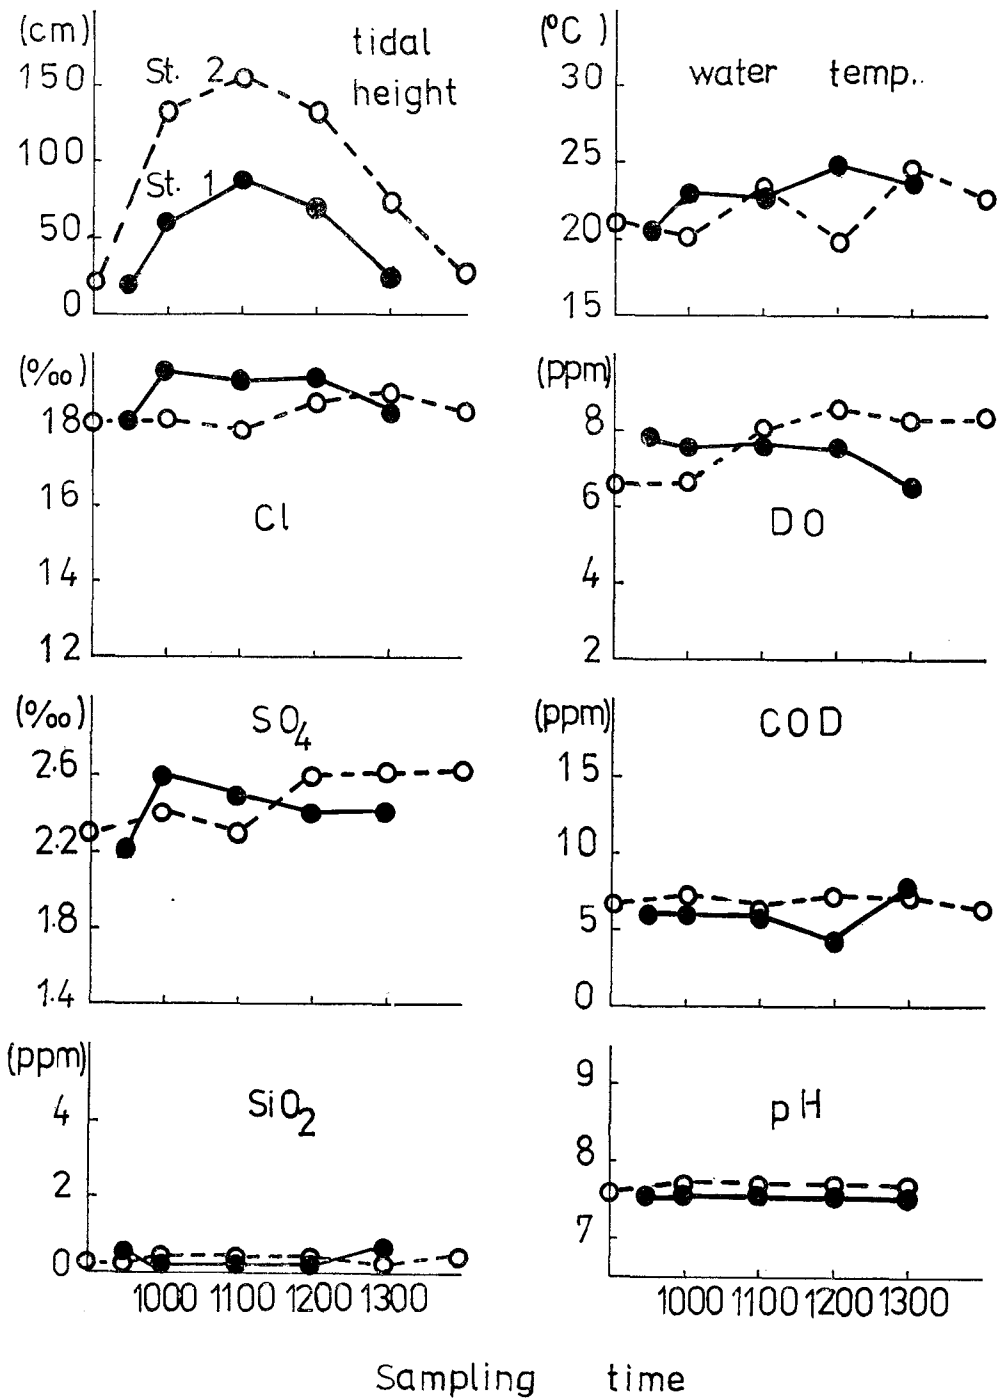 (cm)
150
100
50
0
St. 2
St. 1
tidal
height
(°C)
30
25
20
15
water temp..
(‰)
18
16
14
12
Cl
(ppm)
8
6
4
2
DO
(‰)
2.6
2.2
1.8
1.4
SO4
(ppm)
15
10
5
0
COD
(ppm)
4
2
0
SiO2
1000 1100 1200 1300
9
8
7
pH
1000 1100 1200 1300
Sampling time